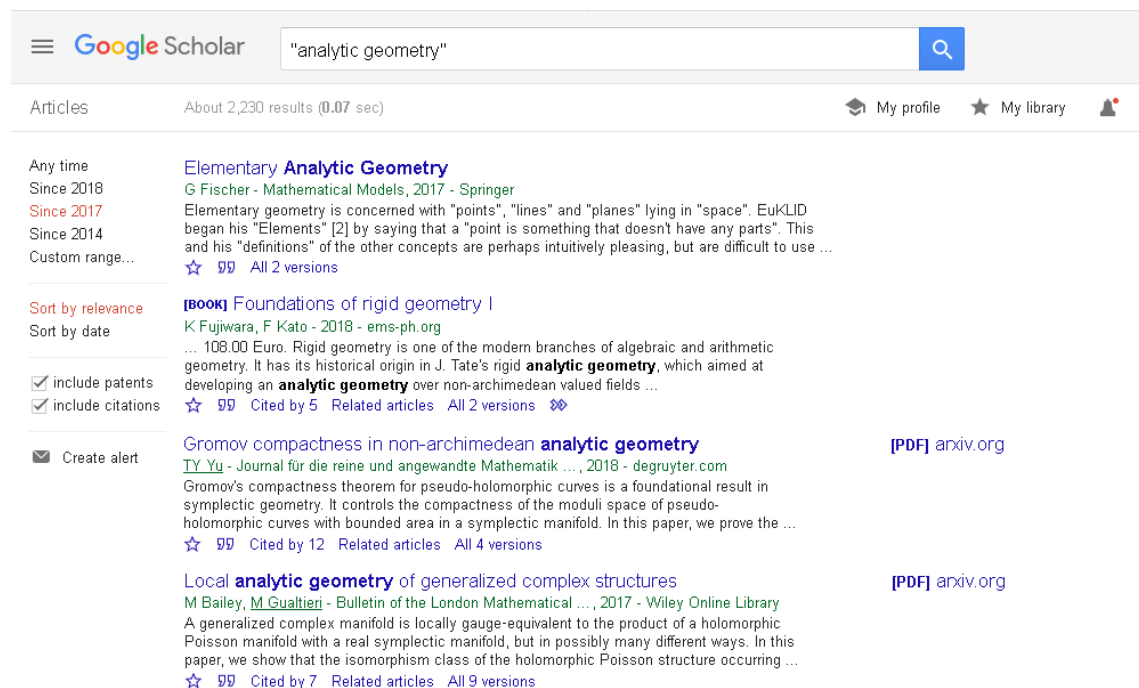 Google Scholar
"analytic geometry"
Articles
About 2,230 results (0.07 sec)
My profile
My library
Any time
Since 2018
Since 2017
Since 2014
Custom range...
Sort by relevance
Sort by date
include patents
include citations
Create alert
Elementary Analytic Geometry
G Fischer - Mathematical Models, 2017 - Springer
Elementary geometry is concerned with "points", "lines" and "planes" lying in "space". EuKLID
began his "Elements" [2] by saying that a "point is something that doesn't have any parts". This
and his "definitions" of the other concepts are perhaps intuitively pleasing, but are difficult to use ...
All 2 versions
[BOOK] Foundations of rigid geometry I
K Fujiwara, F Kato - 2018 - ems-ph.org
... 108.00 Euro. Rigid geometry is one of the modern branches of algebraic and arithmetic
geometry. It has its historical origin in J. Tate's rigid analytic geometry, which aimed at
developing an analytic geometry over non-archimedean valued fields ...
Cited by 5 Related articles All 2 versions
Gromov compactness in non-archimedean analytic geometry
[PDF] arxiv.org
TY Yu - Journal für die reine und angewandte Mathematik ..., 2018 - degruyter.com
Gromov's compactness theorem for pseudo-holomorphic curves is a foundational result in
symplectic geometry. It controls the compactness of the moduli space of pseudo-
holomorphic curves with bounded area in a symplectic manifold. In this paper, we prove the ...
Cited by 12 Related articles All 4 versions
Local analytic geometry of generalized complex structures
[PDF] arxiv.org
M Bailey, M Gualtieri - Bulletin of the London Mathematical ..., 2017 - Wiley Online Library
A generalized complex manifold is locally gauge-equivalent to the product of a holomorphic
Poisson manifold with a real symplectic manifold, but in possibly many different ways. In this
paper, we show that the isomorphism class of the holomorphic Poisson structure occurring ...
Cited by 7 Related articles All 9 versions